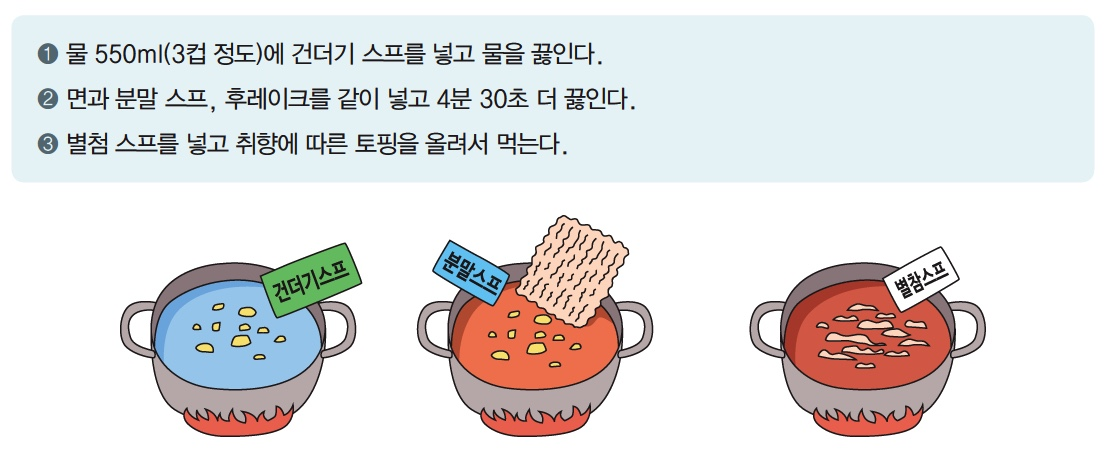 ❶ 물 550ml(3컵 정도)에 건더기 스프를 넣고 물을 끓인다.
❷ 면과 분말 스프, 후레이크를 같이 넣고 4분 30초 더 끓인다.
❸ 별첨 스프를 넣고 취향에 따른 토핑을 올려서 먹는다.
건더기스프
분말스프
별참스프